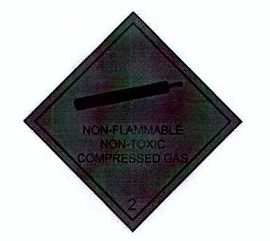 NON-FLAMMABLE
NON-TOXIC
COMPRESSED GAS
2